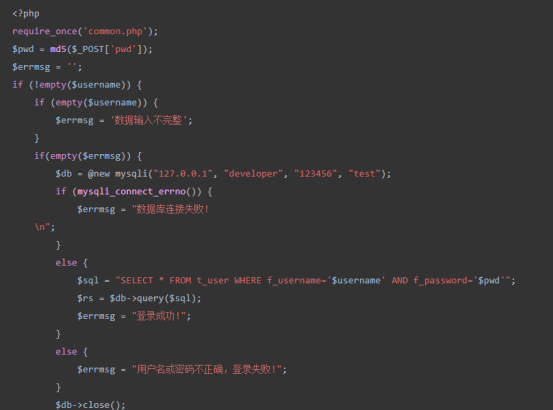 <?php
require_once('common.php');
$pwd = md5($_POST['pwd']);
$errmsg = '';
if (!empty($username)) {
    if (empty($username)) {
        $errmsg = '数据输入不完整';
    }
    if(empty($errmsg)) {
        $db = @new mysqli("127.0.0.1", "developer", "123456", "test");
        if (mysqli_connect_errno()) {
            $errmsg = "数据库连接失败!
    \n";
        }
        else {
            $sql = "SELECT * FROM t_user WHERE f_username='$username' AND f_password='$pwd'";
            $rs = $db->query($sql);
            $errmsg = "登录成功!";
        }
        else {
            $errmsg = "用户名或密码不正确，登录失败!";
        }
        $db->close();